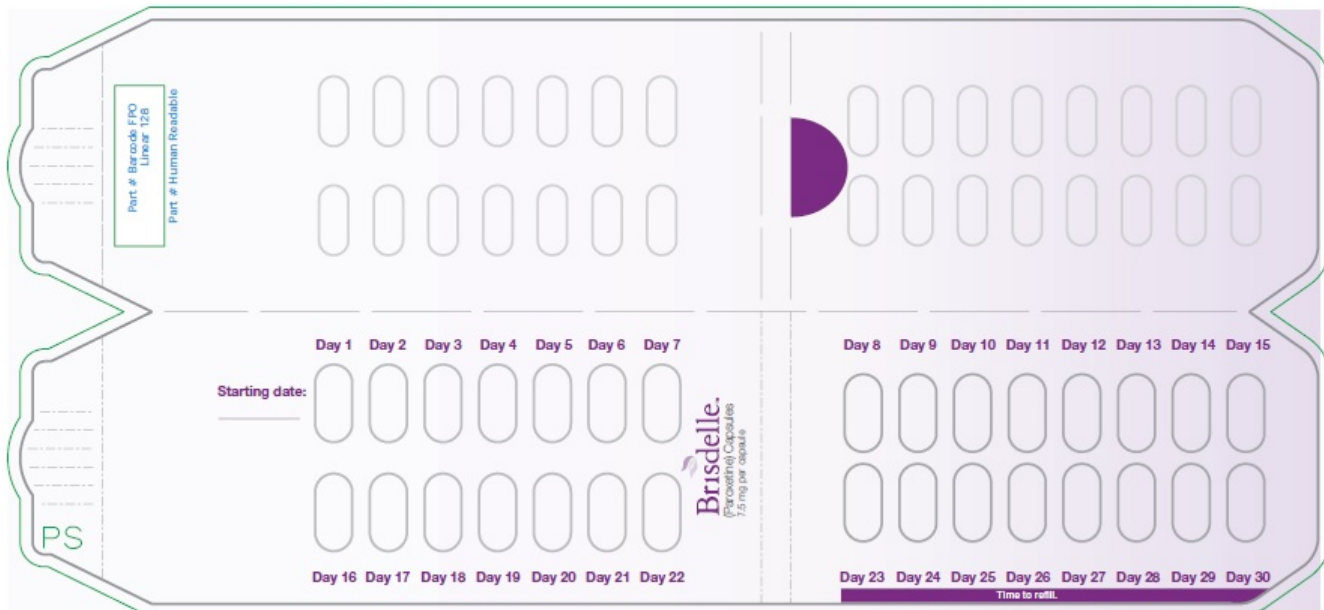 Part # Barcode FPO
Linear 128
Part # Human Readable
Day 1 Day 2 Day 3 Day 4 Day 5 Day 6 Day 7
Day 8 Day 9 Day 10 Day 11 Day 12 Day 13 Day 14 Day 15
Starting date:
Brisdelle.
(Paroxetine) Capsules
7.5 mg per capsule
PS
Day 16 Day 17 Day 18 Day 19 Day 20 Day 21 Day 22
Day 23 Day 24 Day 25 Day 26 Day 27 Day 28 Day 29 Day 30
Time to refill.